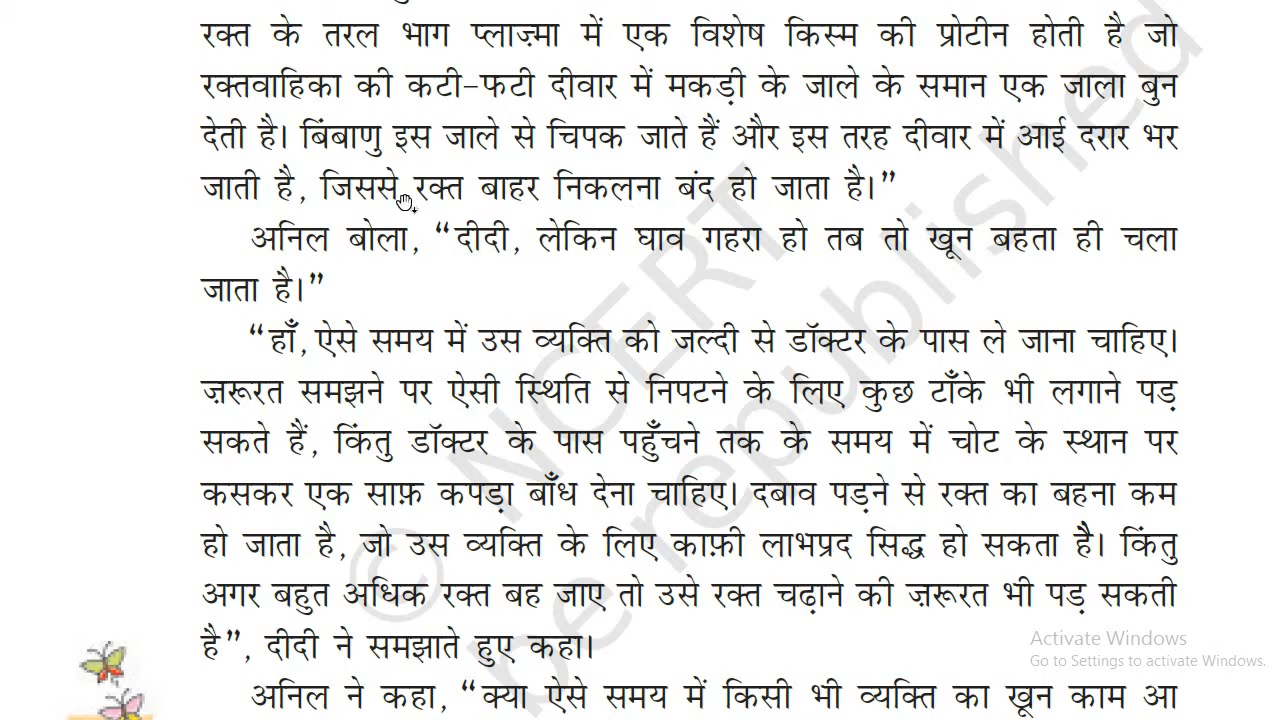 रक्त के तरल भाग प्लाज़्मा में एक विशेष किस्म की प्रोटीन होती है जो
रक्तवाहिका की कटी-फटी दीवार में मकड़ी के जाले के समान एक जाला बुन
देती है। बिंबाणु इस जाले से चिपक जाते हैं और इस तरह दीवार में आई दरार भर
जाती है, जिससे रक्त बाहर निकलना बंद हो जाता है।”
अनिल बोला, “दीदी, लेकिन घाव गहरा हो तब तो खून बहता ही चला
जाता है।”
“हाँ, ऐसे समय में उस व्यक्ति को जल्दी से डॉक्टर के पास ले जाना चाहिए।
ज़रूरत समझने पर ऐसी स्थिति से निपटने के लिए कुछ टाँके भी लगाने पड़
सकते हैं, किंतु डॉक्टर के पास पहुँचने तक के समय में चोट के स्थान पर
कसकर एक साफ़ कपड़ा बाँध देना चाहिए। दबाव पड़ने से रक्त का बहना कम
हो जाता है, जो उस व्यक्ति के लिए काफ़ी लाभप्रद सिद्ध हो सकता है। किंतु
अगर बहुत अधिक रक्त बह जाए तो उसे रक्त चढ़ाने की ज़रूरत भी पड़ सकती
है”, दीदी ने समझाते हुए कहा।
अनिल ने कहा, “क्या ऐसे समय में किसी भी व्यक्ति का खून काम आ
© NCERT
be republished
Activate Windows
Go to Settings to activate Windows.